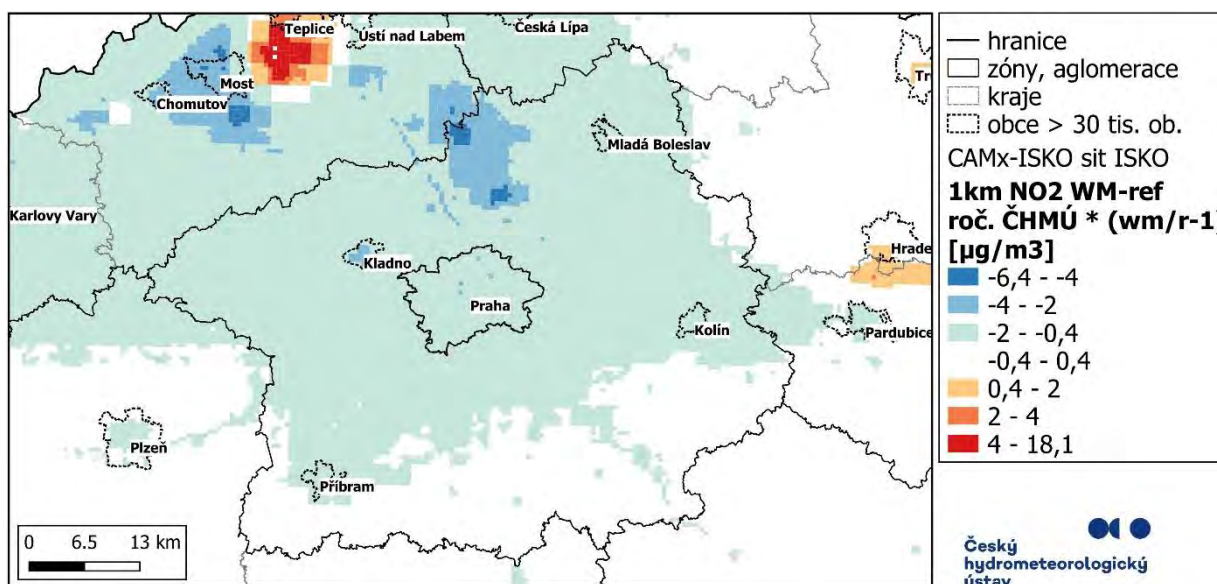 Teplice
Ústí nad Labem
Česká Lípa
Tr
Most
Chomutov
Mladá Boleslav
Karlovy Vary
Hrade
Kladno
Praha
Kolín
Pardubice
Plzeň
Příbram
0 6.5 13 km
hranice
zóny, aglomerace
kraje
obce > 30 tis. ob.
CAMx-ISKO sit ISKO
1km NO2 WM-ref
roč. ČHMÚ * (wm/r-1)
[µg/m3]
-6,4 - -4
-4 - -2
-2 - -0,4
-0,4 - 0,4
0,4 - 2
2 - 4
4 - 18,1
Český
hydrometeorologický
ústav